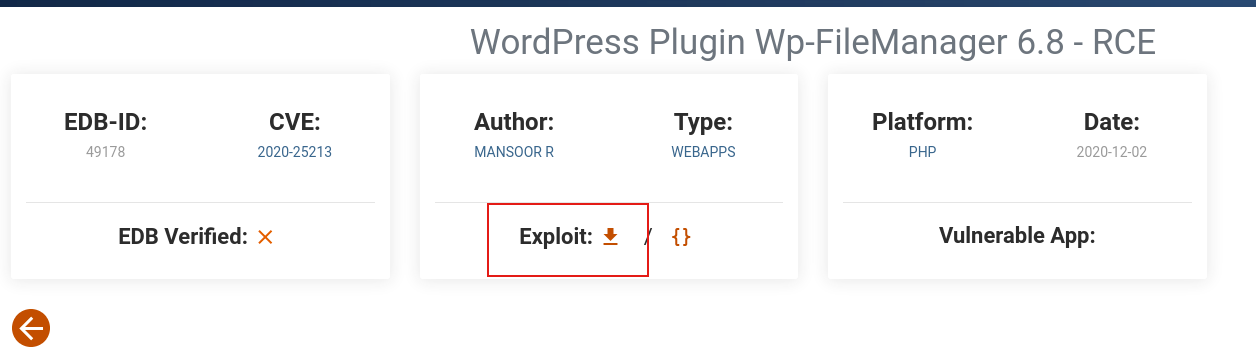 WordPress Plugin Wp-FileManager 6.8 - RCE
EDB-ID:
49178
CVE:
2020-25213
EDB Verified:
Author:
MANSOOR R
Type:
WEBAPPS
Exploit: / {}
Platform:
PHP
Date:
2020-12-02
Vulnerable App: